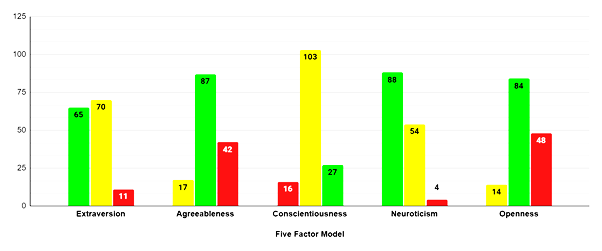 125
100
75
50
25
0
65 70 11
17 87 42
16 103 27
88 54 4
14 84 48
Extraversion Agreeableness Conscientiousness Neuroticism Openness
Five Factor Model